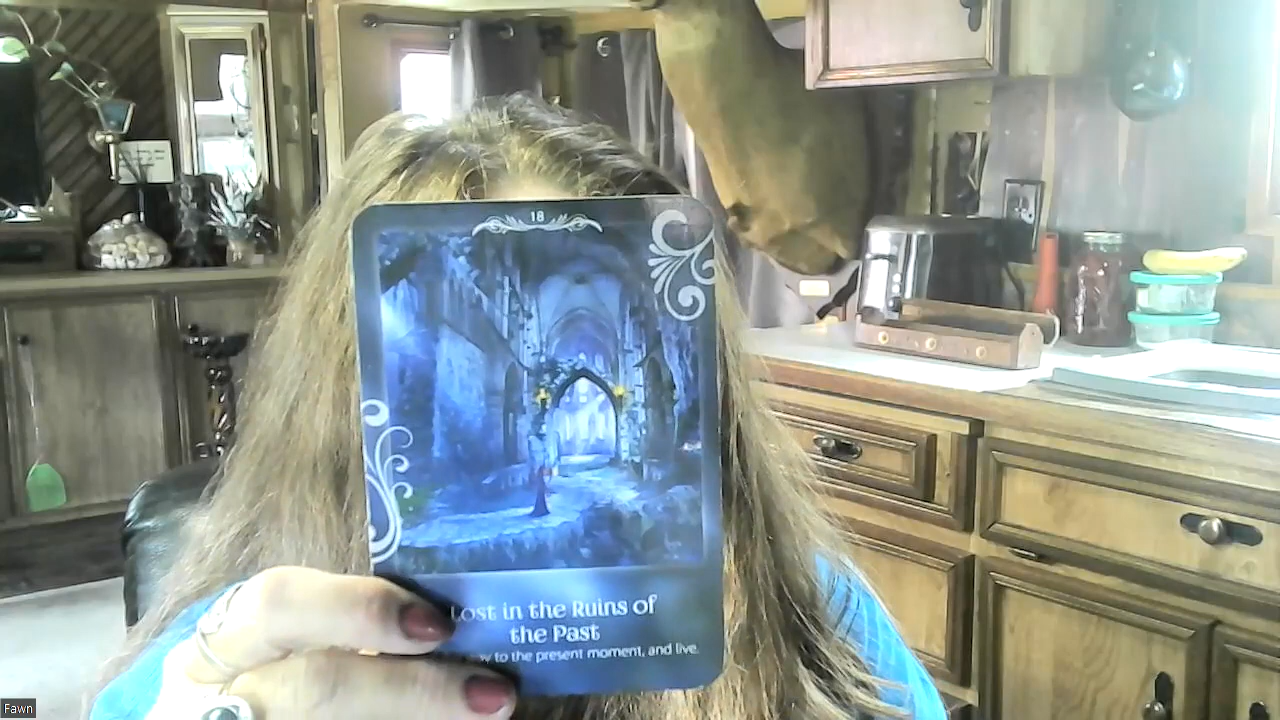 18
Lost in the Ruins of
the Past
to the present moment, and live.
Fawn